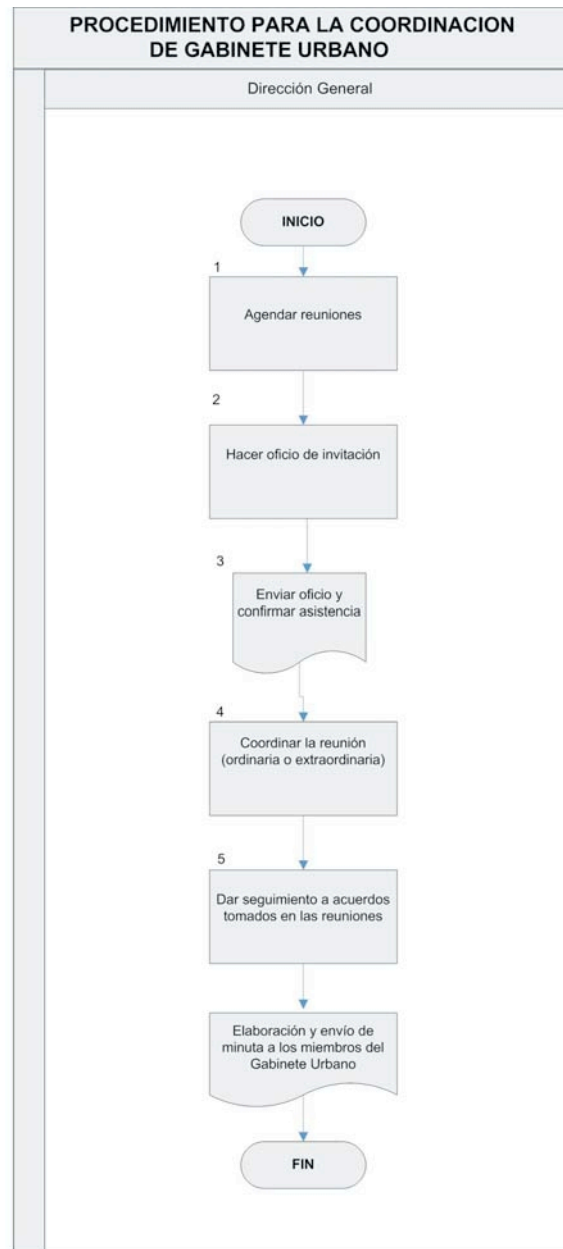 PROCEDIMIENTO PARA LA COORDINACION
DE GABINETE URBANO
Dirección General
INICIO
1
Agendar reuniones
2
Hacer oficio de invitación
3
Enviar oficio y
confirmar asistencia
4
Coordinar la reunión
(ordinaria o extraordinaria)
5
Dar seguimiento a acuerdos
tomados en las reuniones
Elaboración y envío de
minuta a los miembros del
Gabinete Urbano
FIN